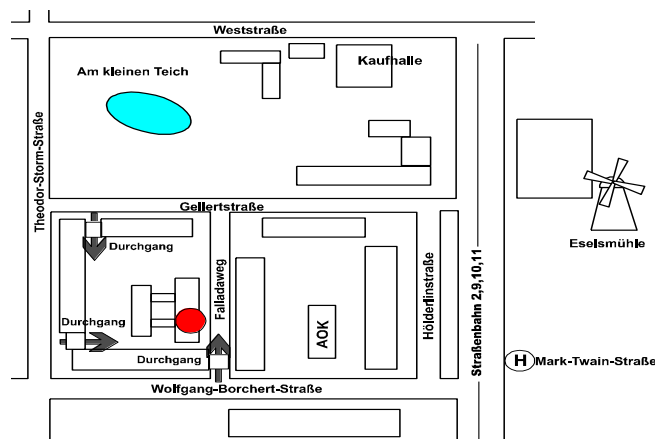 Weststraße
Kaufhalle
Am kleinen Teich
Theodor-Storm-Straße
Gellertstraße
Durchgang
Eselsmühle
Falladaweg
Hölderlinstraße
Straßenbahn 2,9,10,11
Durchgang
AOK
Durchgang
H Mark-Twain-Straße
Wolfgang-Borchert-Straße